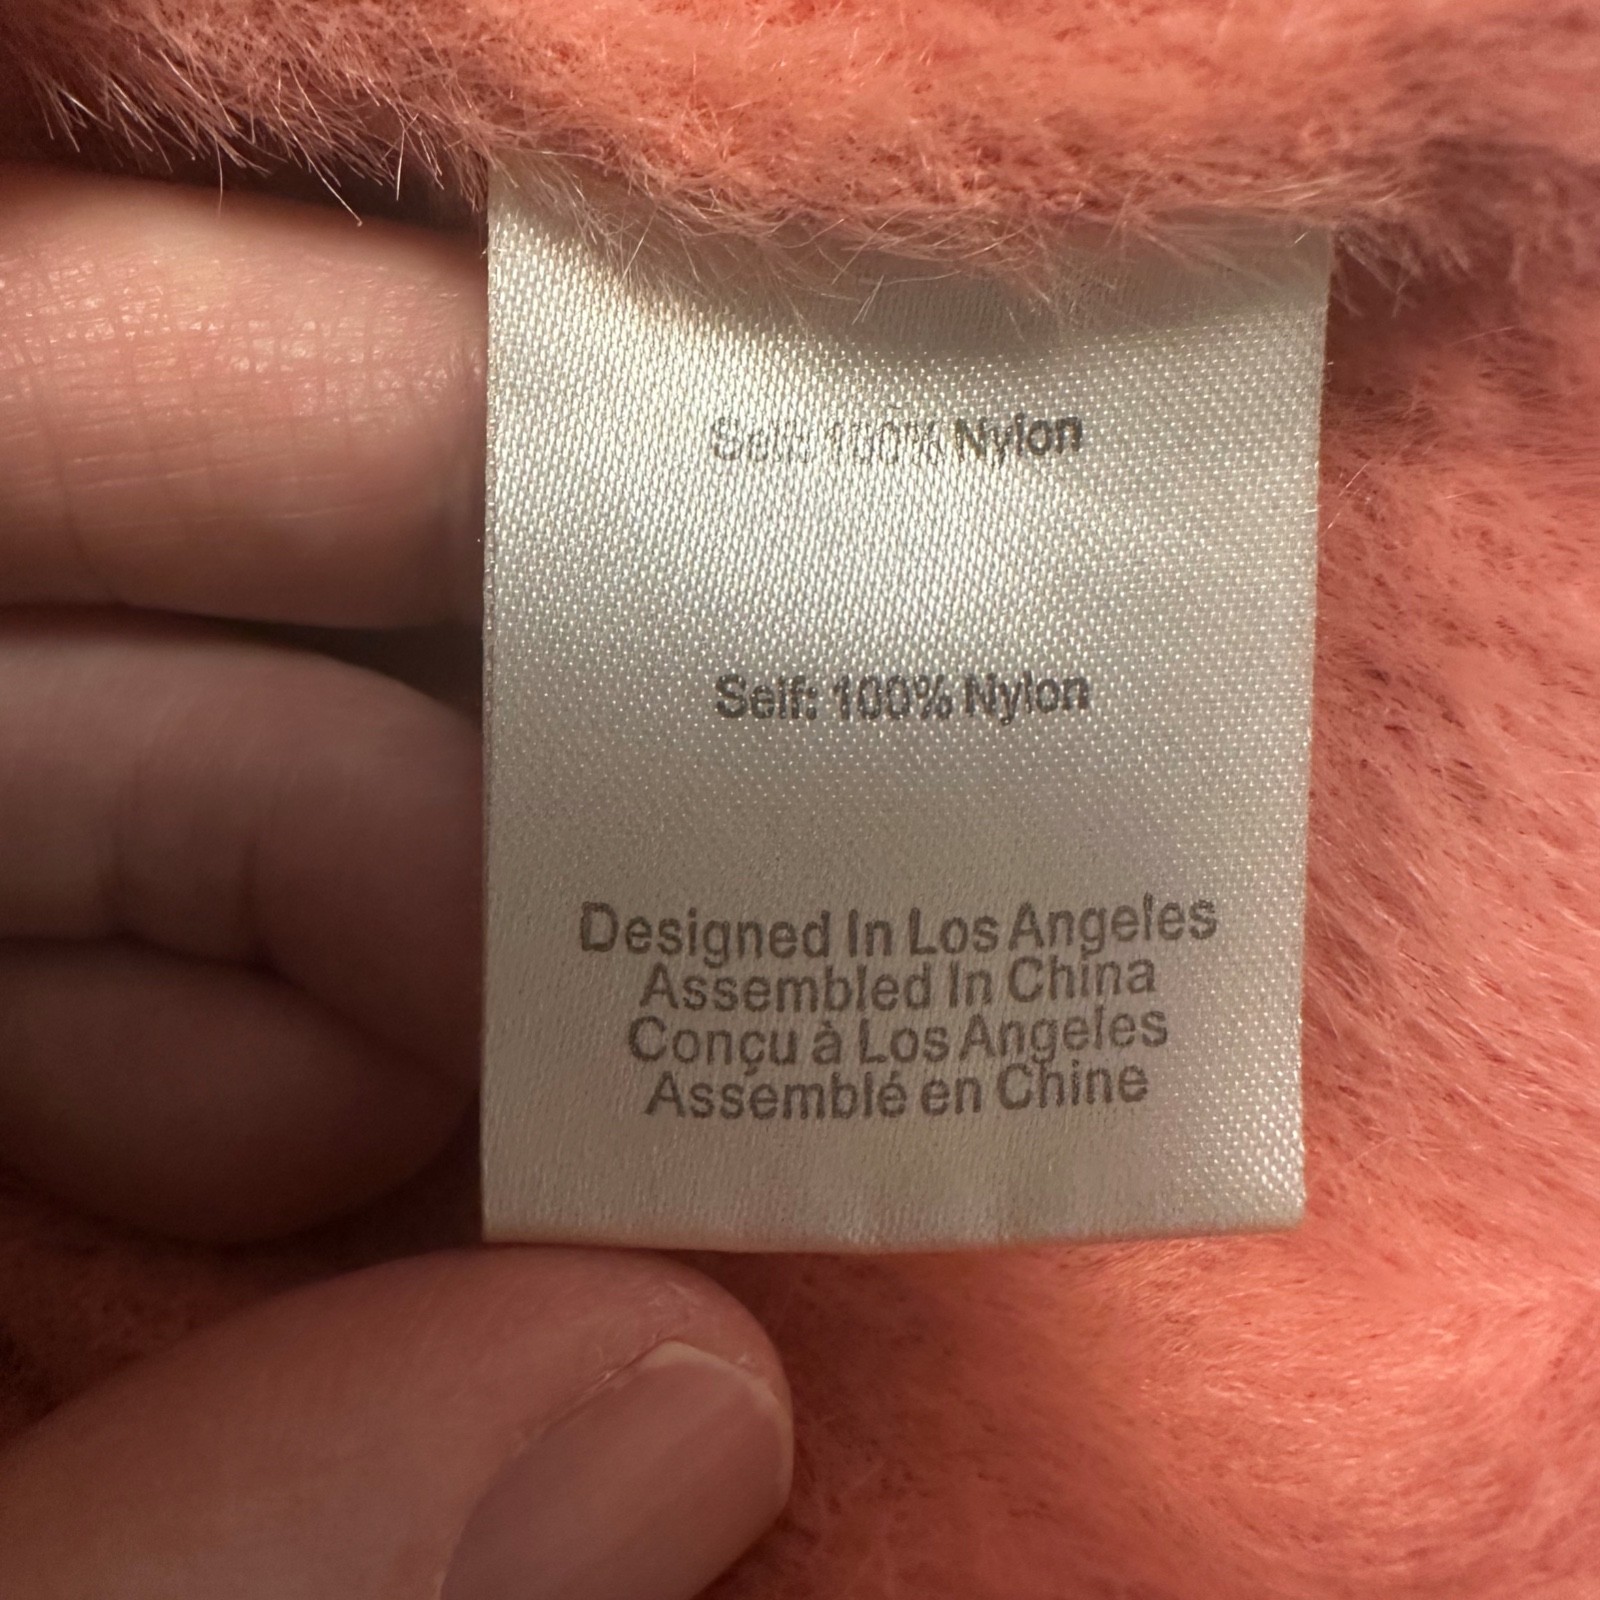 Self: 100% Nylon
Self: 100% Nylon
Designed In Los Angeles
Assembled In China
Conçu à Los Angeles
Assemblé en Chine